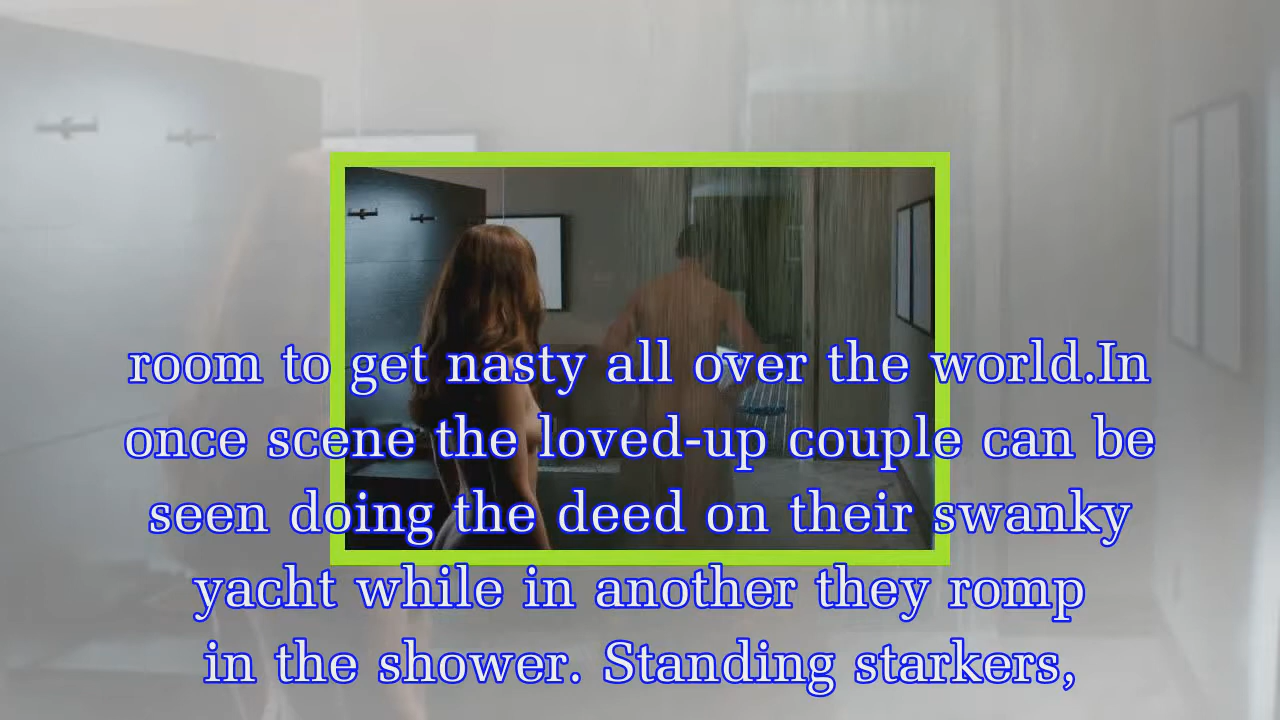 room to get nasty all over the world.In
once scene the loved-up couple can be
seen doing the deed on their swanky
yacht while in another they romp
in the shower. Standing starkers,